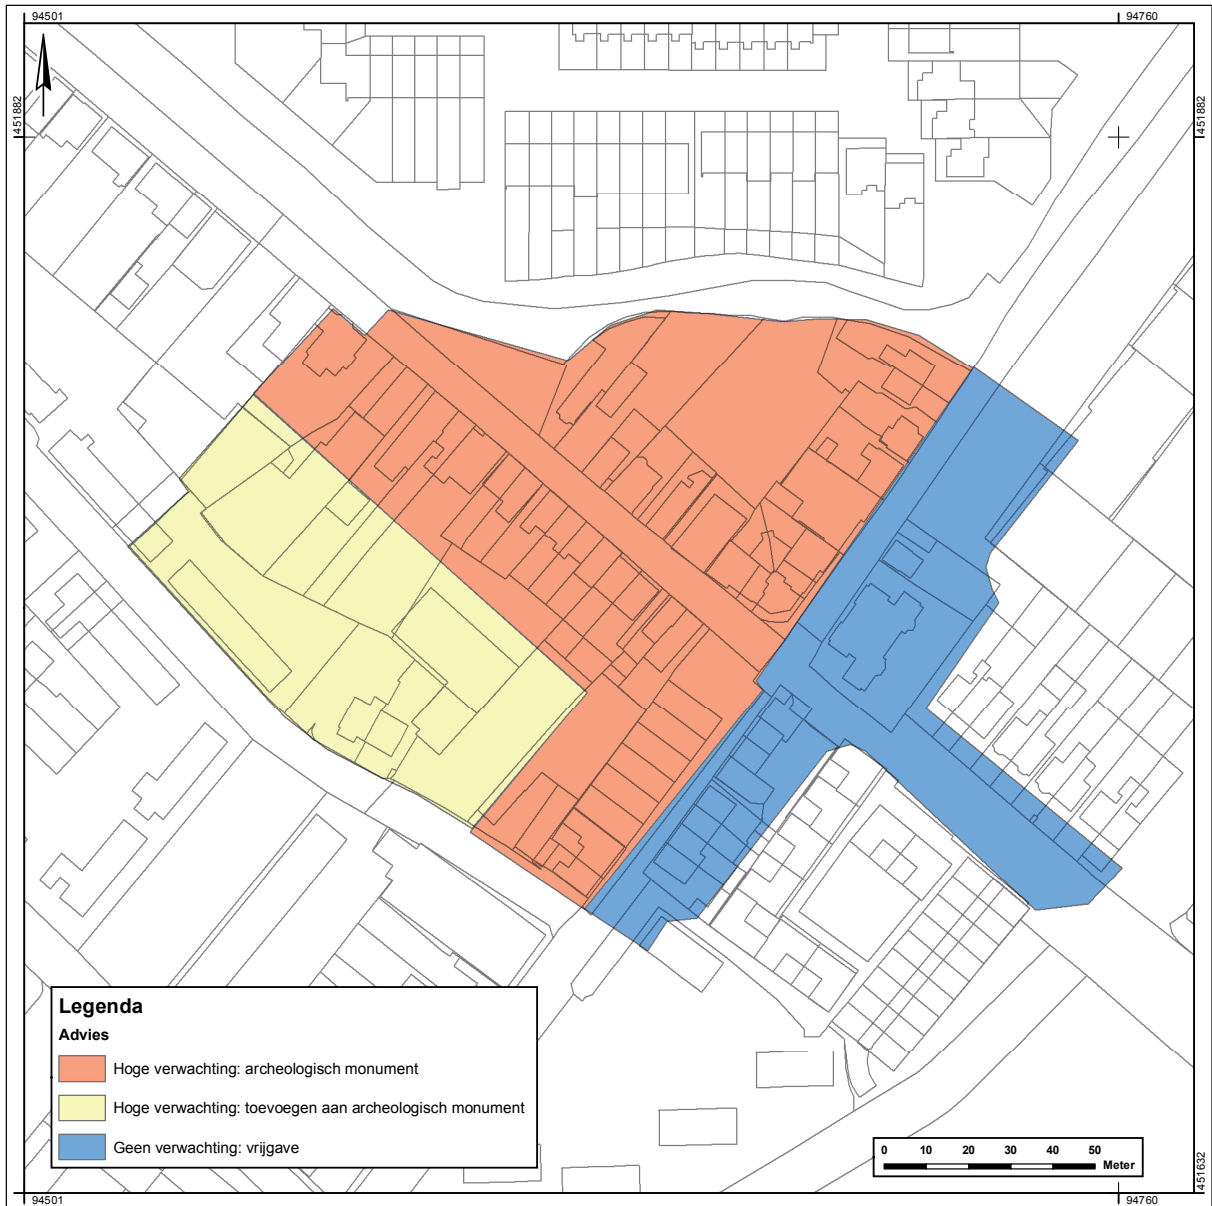 94501
94760
451882
451882
Legenda
Advies
Hoge verwachting: archeologisch monument
Hoge verwachting: toevoegen aan archeologisch monument
Geen verwachting: vrijgave
0 10 20 30 40 50
Meter
451632
94501
94760